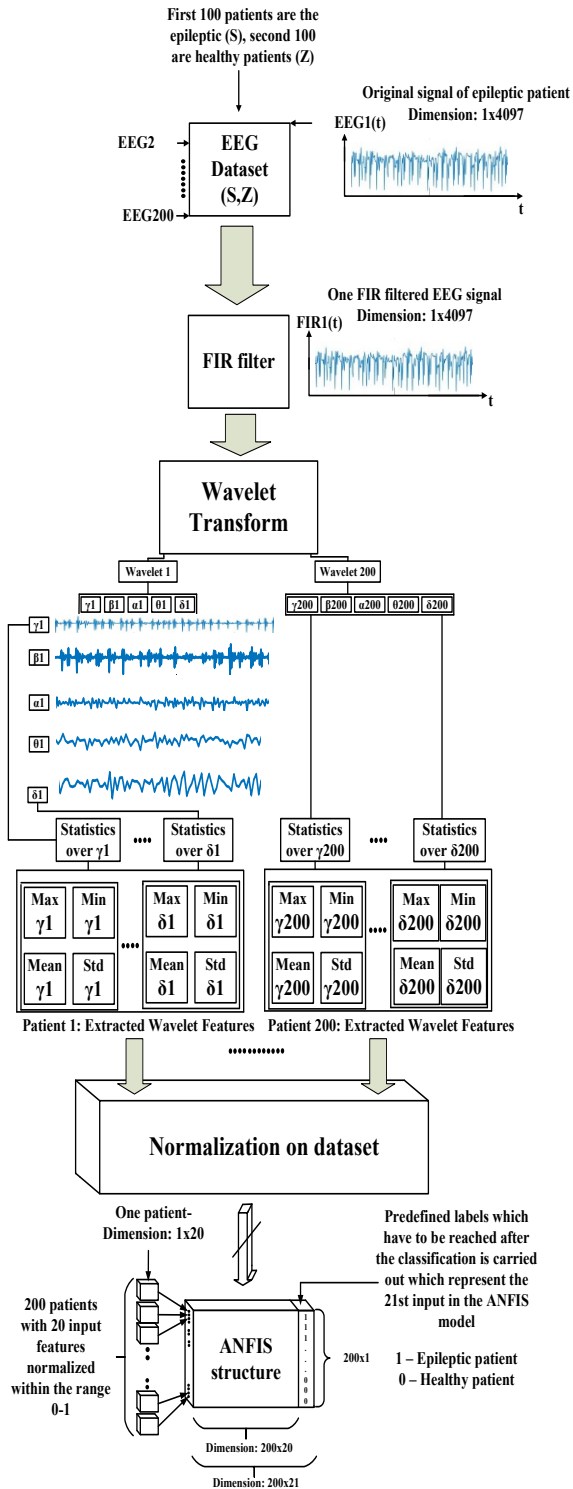 First 100 patients are the
epileptic (S), second 100
are healthy patients (Z)
Original signal of epileptic patient
Dimension: 1x4097
EEG1(t)
EEG2
EEG
Dataset
(S,Z)
EEG200
t
One FIR filtered EEG signal
Dimension: 1x4097
FIR1(t)
FIR filter
t
Wavelet
Transform
Wavelet 1
Wavelet 200
γ1 β1 α1 θ1 δ1
γ200 β200 α200 θ200 δ200
γ1
β1
α1
θ1
δ1
Statistics
over γ1
Statistics
over δ1
Statistics
over γ200
Statistics
over δ200
Max
γ1
Min
γ1
Mean
γ1
Std
γ1
Max
δ1
Min
δ1
Mean
δ1
Std
δ1
Max
γ200
Min
γ200
Mean
γ200
Std
γ200
Max
δ200
Min
δ200
Mean
δ200
Std
δ200
Patient 1: Extracted Wavelet Features
Patient 200: Extracted Wavelet Features
Normalization on dataset
One patient-
Dimension: 1x20
200 patients
with 20 input
features
normalized
within the range
0-1
ANFIS
structure
1 1 1 . . . 0 0 0
200x1
Predefined labels which
have to be reached after
the classification is carried
out which represent the
21st input in the ANFIS
model
1 – Epileptic patient
0 – Healthy patient
Dimension: 200x20
Dimension: 200x21